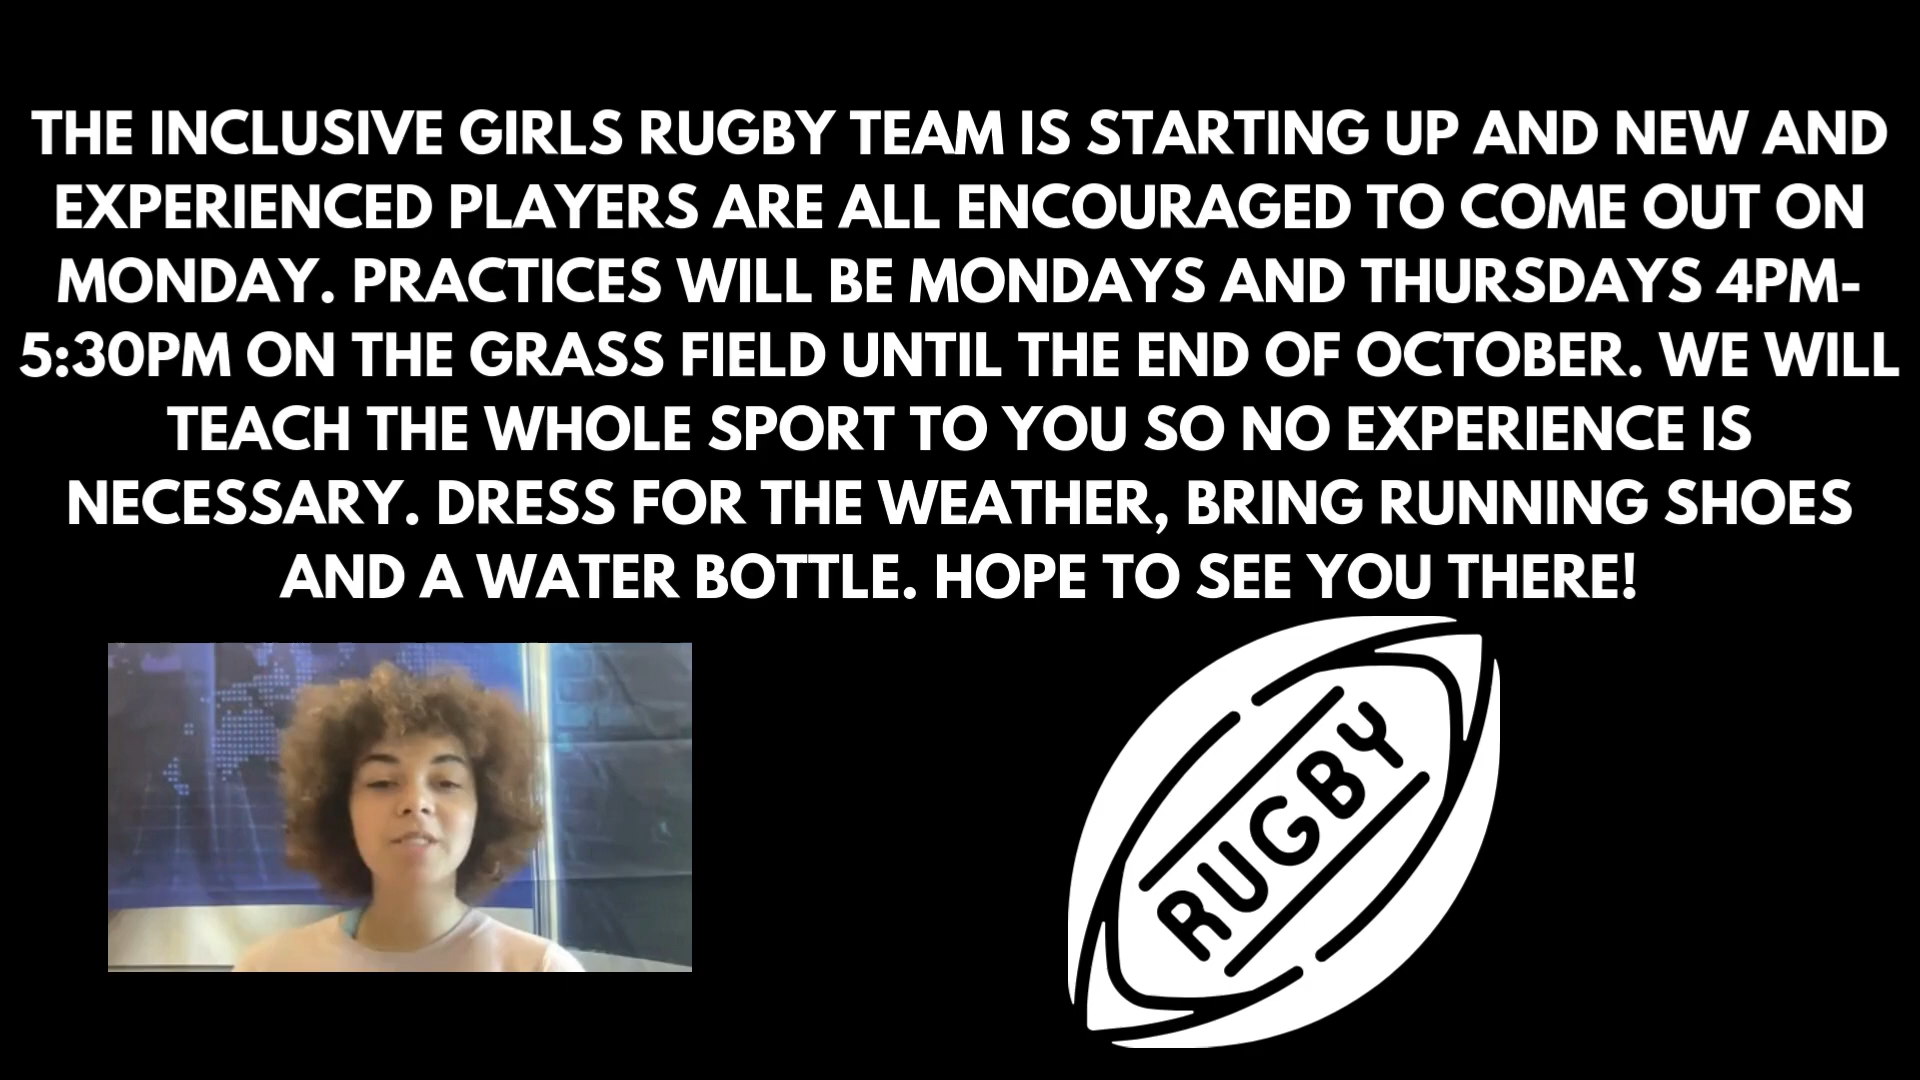 THE INCLUSIVE GIRLS RUGBY TEAM IS STARTING UP AND NEW AND
EXPERIENCED PLAYERS ARE ALL ENCOURAGED TO COME OUT ON
MONDAY. PRACTICES WILL BE MONDAYS AND THURSDAYS 4PM-
5:30PM ON THE GRASS FIELD UNTIL THE END OF OCTOBER. WE WILL
TEACH THE WHOLE SPORT TO YOU SO NO EXPERIENCE IS
NECESSARY. DRESS FOR THE WEATHER, BRING RUNNING SHOES
AND A WATER BOTTLE. HOPE TO SEE YOU THERE!
RUGBY